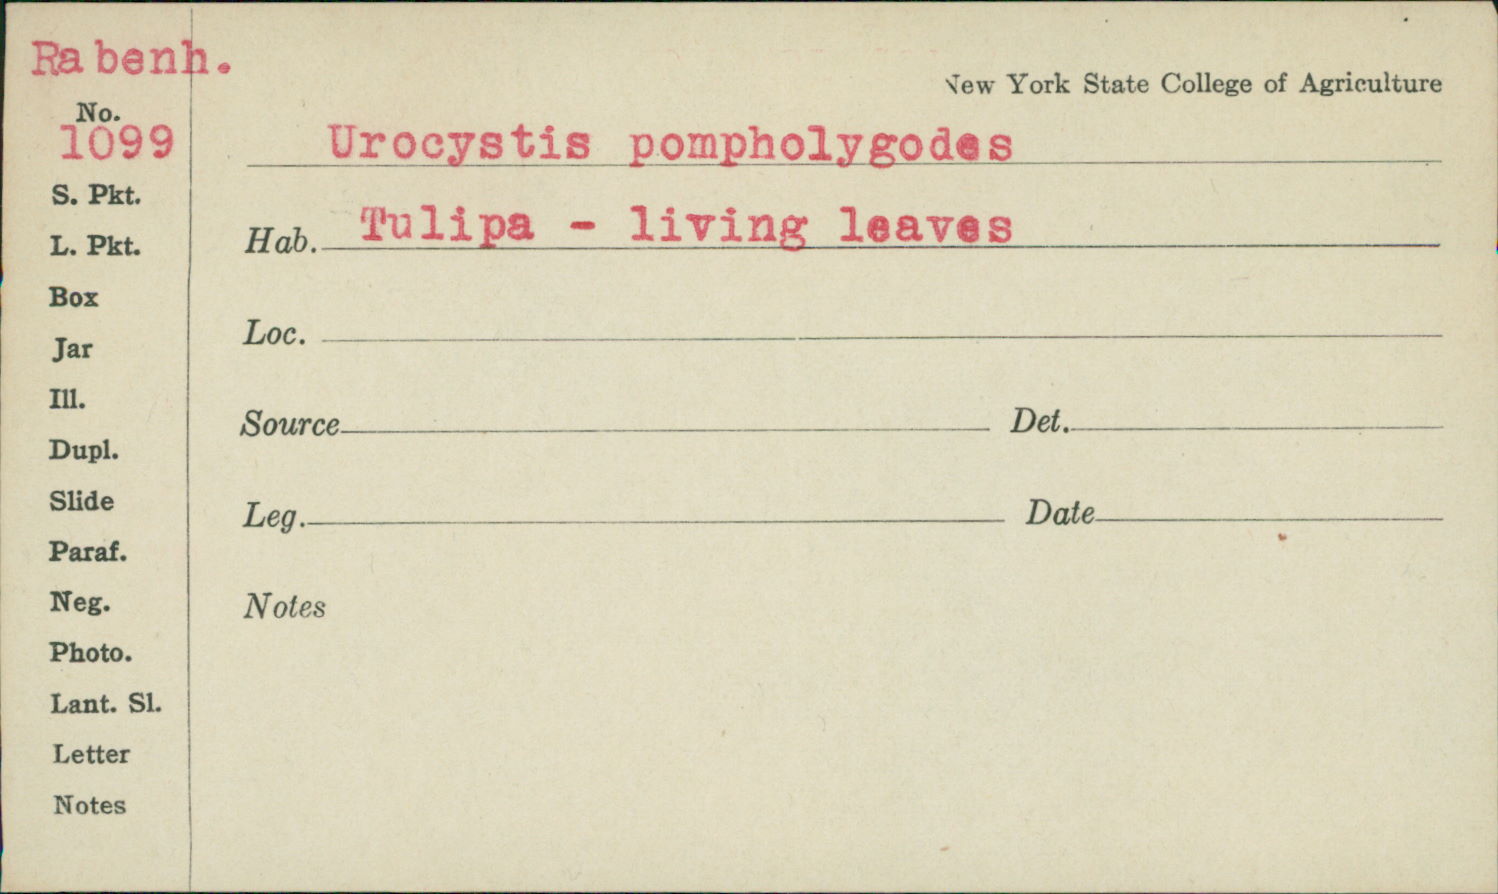 Rabenh.
New York State College of Agriculture
No.
1099
Urocystis pompholygodes
S. Pkt.
Hab. Tulipa - living leaves
L. Pkt.
Box
Loc.
Jar
Ill.
Source Det.
Dupl.
Slide
Leg. Date
Paraf.
Neg.
Notes
Photo.
Lant. Sl.
Letter
Notes